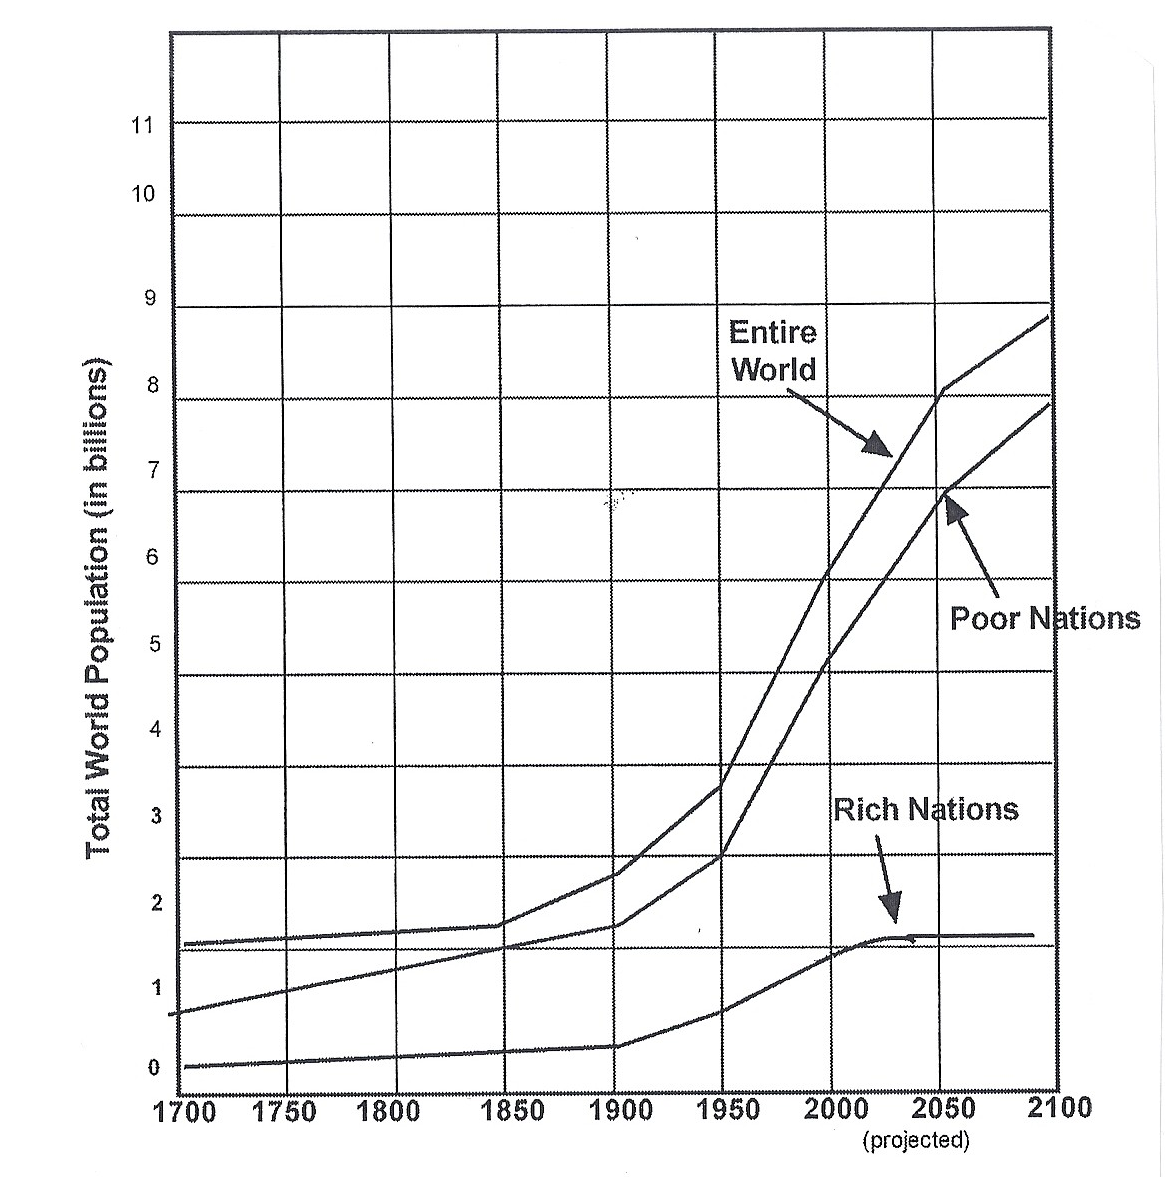 11
10
9
8
7
6
5
4
3
2
1
0
Total World Population (in billions)
Entire
World
Poor Nations
Rich Nations
1700 1750 1800 1850 1900 1950 2000 2050 2100
(projected)